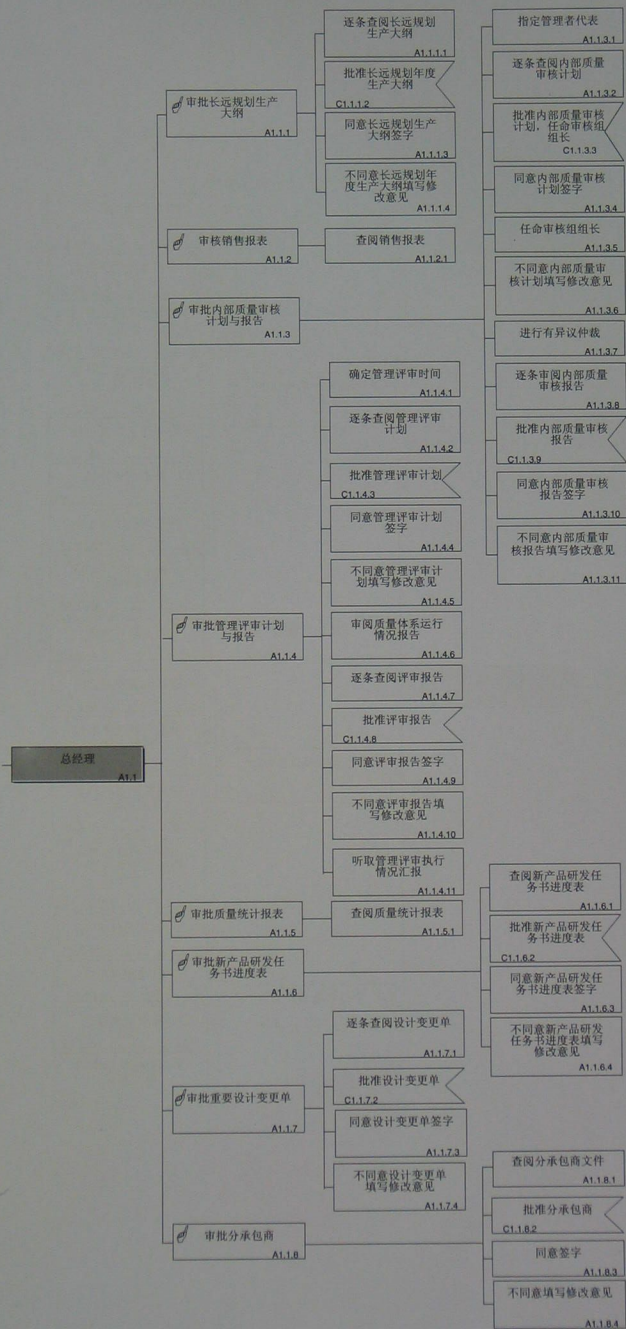 总经理
A1.1
审批长远规划生产
大纲
A1.1.1
逐条查阅长远规划
生产大纲
A1.1.1.1
批准长远规划年度
生产大纲
C1.1.1.2
同意长远规划生产
大纲签字
A1.1.1.3
不同意长远规划年
度生产大纲填写修
改意见
A1.1.1.4
审核销售报表
A1.1.2
查阅销售报表
A1.1.2.1
审批内部质量审核
计划与报告
A1.1.3
指定管理者代表
A1.1.3.1
逐条查阅内部质量
审核计划
A1.1.3.2
批准内部质量审核
计划，任命审核组
组长
C1.1.3.3
同意内部质量审核
计划签字
A1.1.3.4
任命审核组组长
A1.1.3.5
不同意内部质量审
核计划填写修改意见
A1.1.3.6
进行有异议仲裁
A1.1.3.7
逐条审阅内部质量
审核报告
A1.1.3.8
批准内部质量审核
报告
C1.1.3.9
同意内部质量审核
报告签字
A1.1.3.10
不同意内部质量审
核报告填写修改意见
A1.1.3.11
审批管理评审计划
与报告
A1.1.4
确定管理评审时间
A1.1.4.1
逐条查阅管理评审
计划
A1.1.4.2
批准管理评审计划
C1.1.4.3
同意管理评审计划
签字
A1.1.4.4
不同意管理评审计
划填写修改意见
A1.1.4.5
审阅质量体系运行
情况报告
A1.1.4.6
逐条查阅评审报告
A1.1.4.7
批准评审报告
C1.1.4.8
同意评审报告签字
A1.1.4.9
不同意评审报告填
写修改意见
A1.1.4.10
听取管理评审执行
情况汇报
A1.1.4.11
审批质量统计报表
A1.1.5
查阅质量统计报表
A1.1.5.1
审批新产品研发任
务书进度表
A1.1.6
查阅新产品研发任
务书进度表
A1.1.6.1
批准新产品研发任
务书进度表
C1.1.6.2
同意新产品研发任
务书进度表签字
A1.1.6.3
不同意新产品研发
任务书进度表填写
修改意见
A1.1.6.4
审批重要设计变更单
A1.1.7
逐条查阅设计变更单
A1.1.7.1
批准设计变更单
C1.1.7.2
同意设计变更单签字
A1.1.7.3
不同意设计变更单
填写修改意见
A1.1.7.4
审批分承包商
A1.1.8
查阅分承包商文件
A1.1.8.1
批准分承包商
C1.1.8.2
同意签字
A1.1.8.3
不同意填写修改意见
A1.1.8.4